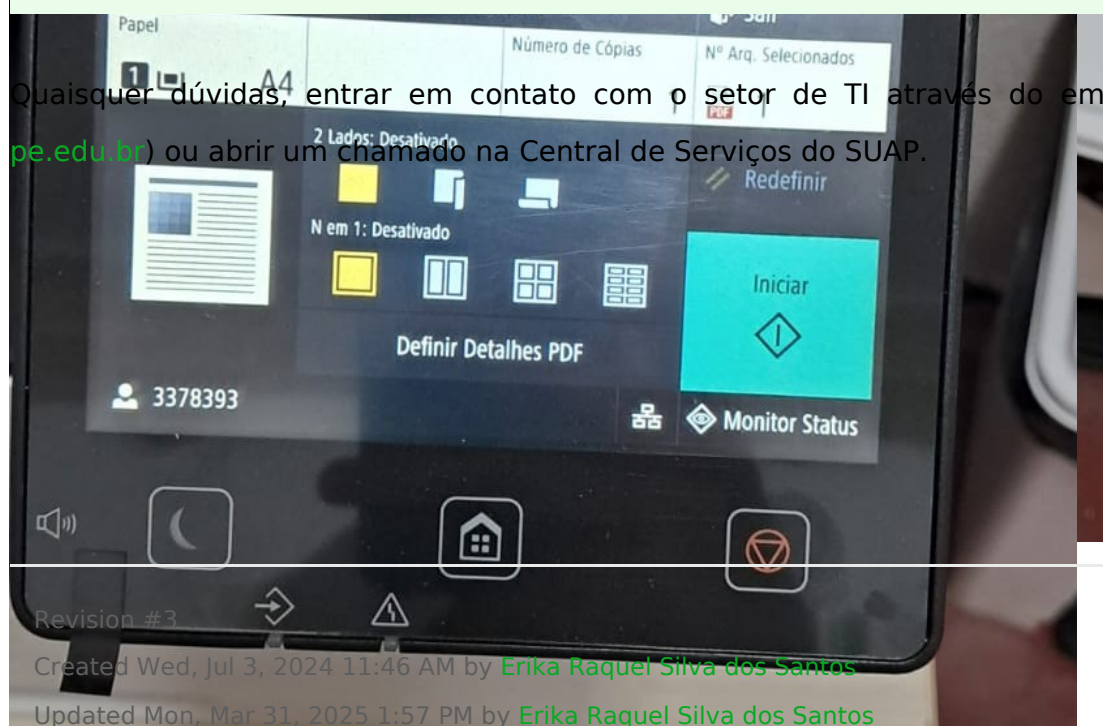 Papel
Número de Cópias
Nº Arq. Selecionados
1 A4
1
PDF 1
Quaisquer dúvidas, entrar em contato com o setor de TI através do em
2 Lados: Desativado
pe.edu.br) ou abrir um chamado na Central de Serviços do SUAP.
Redefinir
N em 1: Desativado
Iniciar
Definir Detalhes PDF
3378393
Monitor Status
Revision #3
Created Wed, Jul 3, 2024 11:46 AM by Erika Raquel Silva dos Santos
Updated Mon, Mar 31, 2025 1:57 PM by Erika Raquel Silva dos Santos